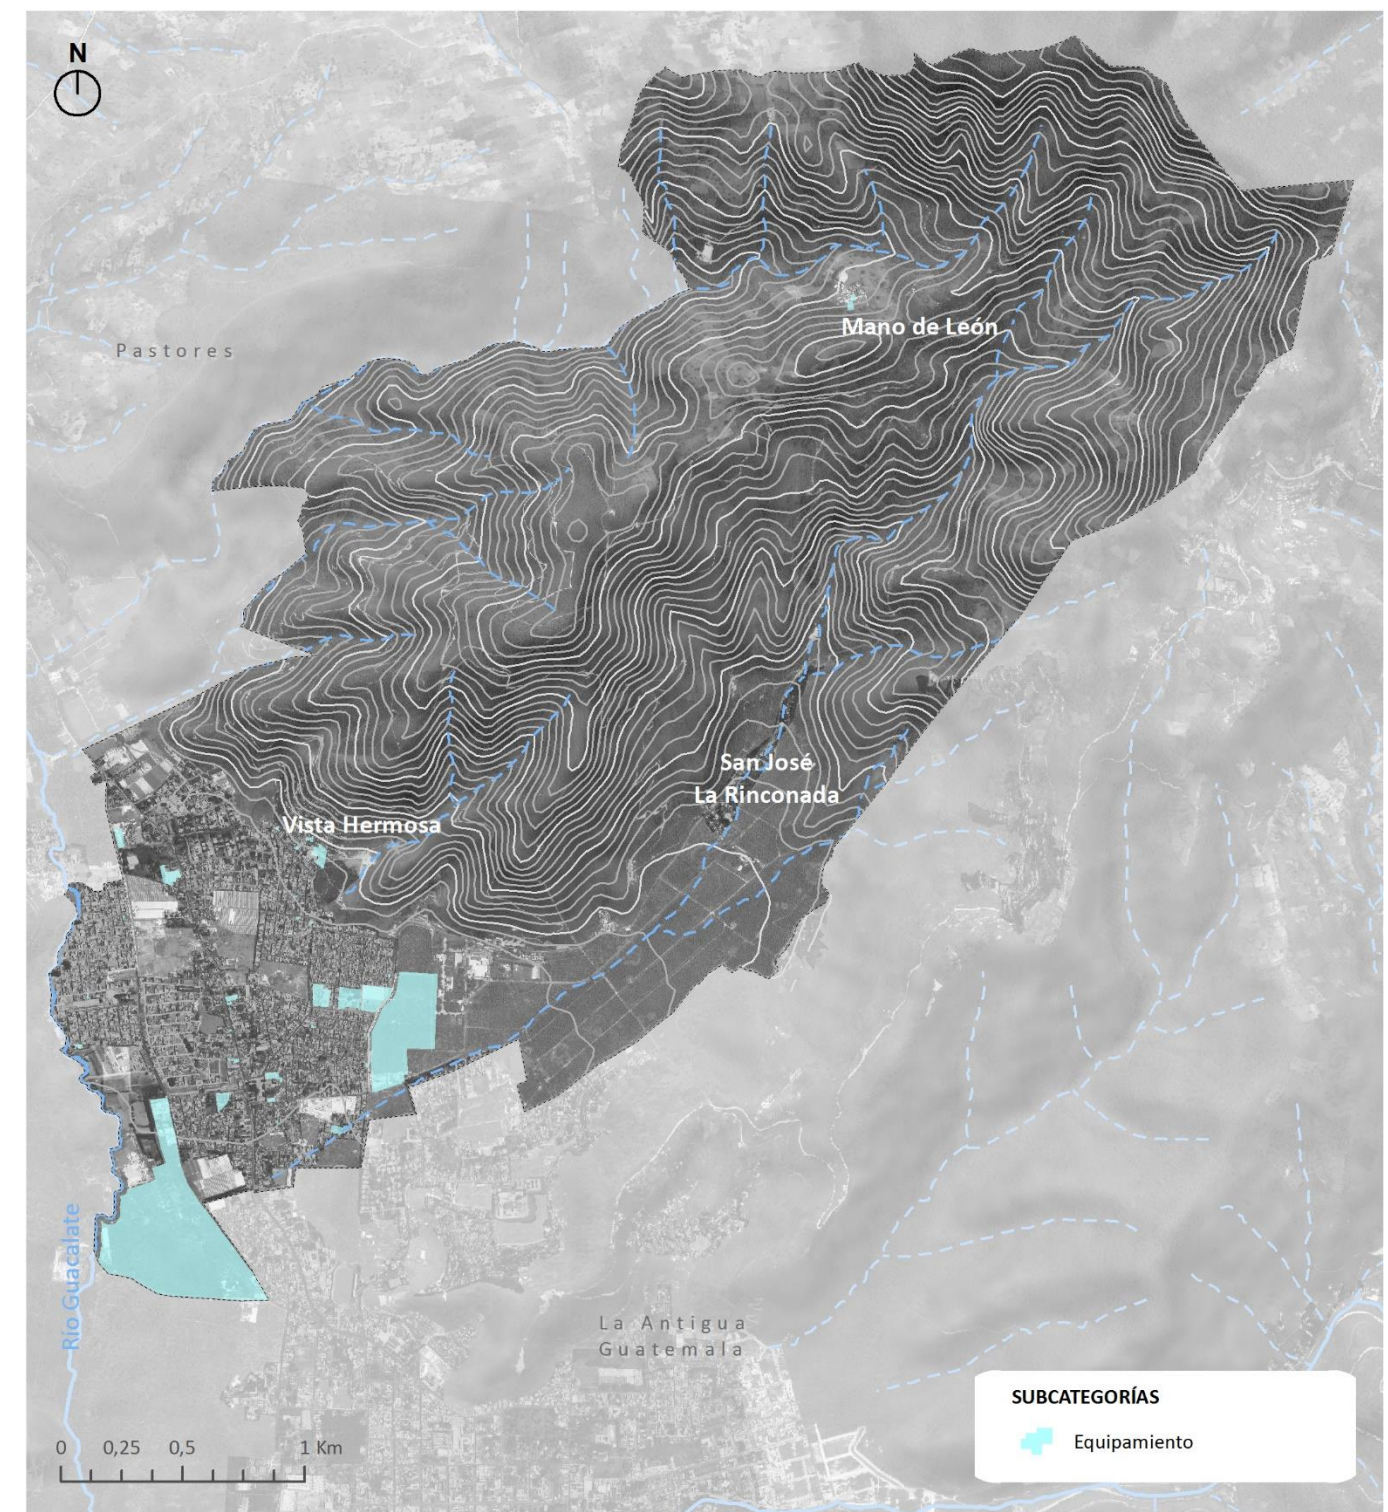 N
Mano de León
Pastores
San José
La Rinconada
Vista Hermosa
Río Guacalate
La Antigua
Guatemala
SUBCATEGORÍAS
Equipamiento
0 0,25 0,5 1 Km